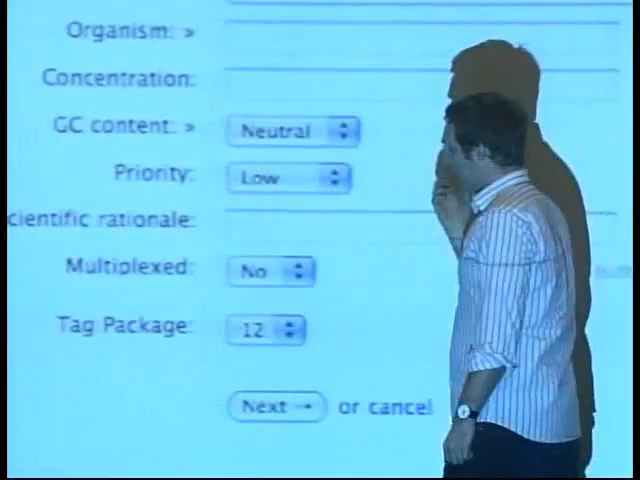 Organism: »
Concentration:
GC content: » Neutral
Priority: Low
cientific rationale:
Multiplexed: No
Tag Package: 12
Next → or cancel